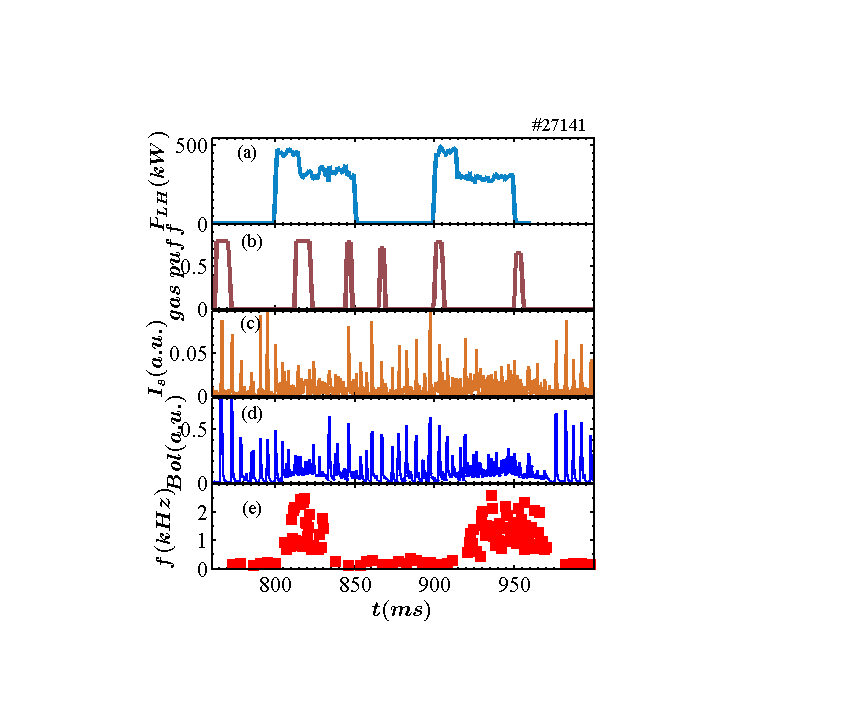 #27141
P_LH(kW)
500
0
(a)
gas puff
0.5
0
(b)
I_s(a.u.)
0.05
0
(c)
Bol(a.u.)
0.5
0
(d)
f(kHz)
2
1
0
(e)
800 850 900 950
t(ms)